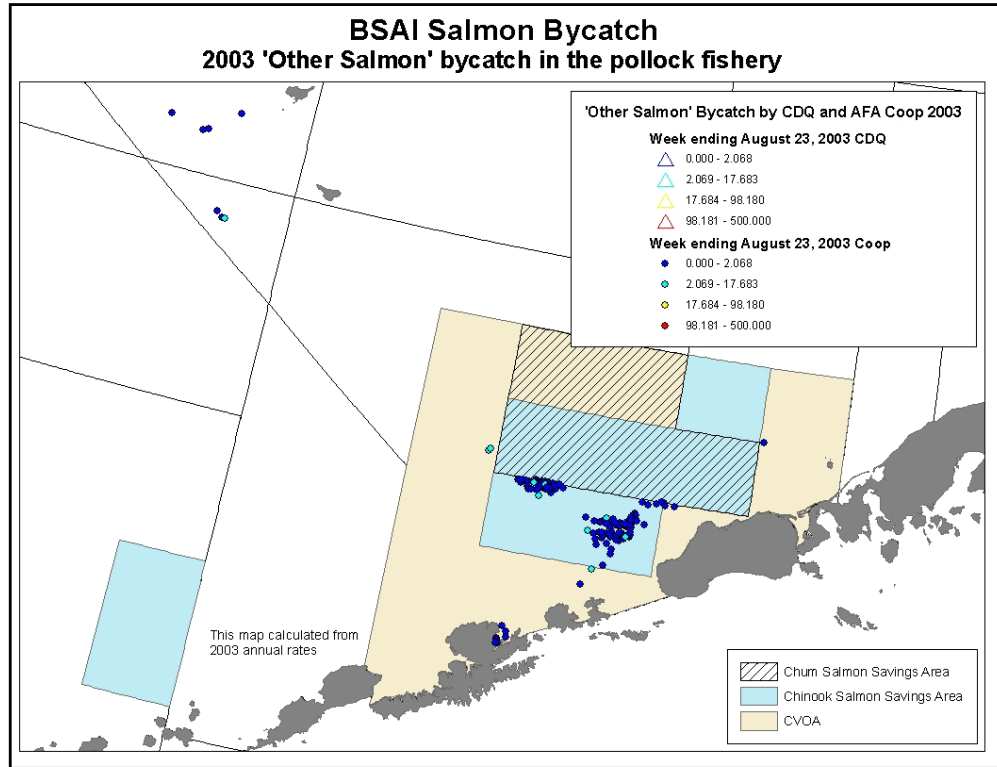 BSAI Salmon Bycatch
2003 'Other Salmon' bycatch in the pollock fishery
'Other Salmon' Bycatch by CDQ and AFA Coop 2003
Week ending August 23, 2003 CDQ
0.000 - 2.068
2.069 - 17.683
17.684 - 98.180
98.181 - 500.000
Week ending August 23, 2003 Coop
0.000 - 2.068
2.069 - 17.683
17.684 - 98.180
98.181 - 500.000
This map calculated from
2003 annual rates
Chum Salmon Savings Area
Chinook Salmon Savings Area
CVOA